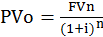 PVo = FVn / (1+i)^n